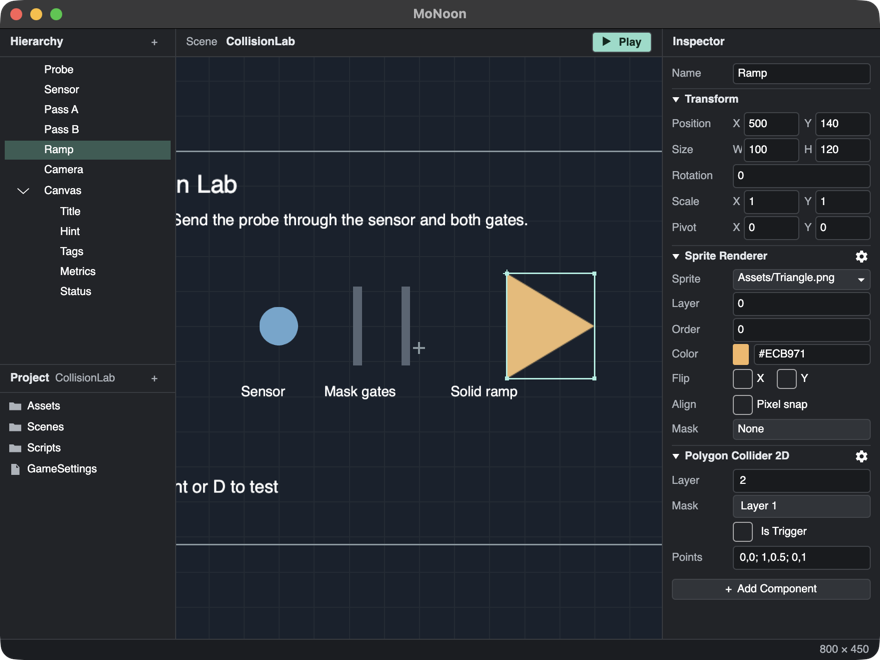 MoNoon
Hierarchy +
Probe
Sensor
Pass A
Pass B
Ramp
Camera
Canvas
Title
Hint
Tags
Metrics
Status
Project CollisionLab +
Assets
Scenes
Scripts
GameSettings
Scene CollisionLab Play
n Lab
Send the probe through the sensor and both gates.
Sensor Mask gates Solid ramp
nt or D to test
Inspector
Name Ramp
Transform
Position X 500 Y 140
Size W 100 H 120
Rotation 0
Scale X 1 Y 1
Pivot X 0 Y 0
Sprite Renderer
Sprite Assets/Triangle.png
Layer 0
Order 0
Color #ECB971
Flip X Y
Align Pixel snap
Mask None
Polygon Collider 2D
Layer 2
Mask Layer 1
Is Trigger
Points 0,0; 1,0.5; 0,1
+ Add Component
800 × 450